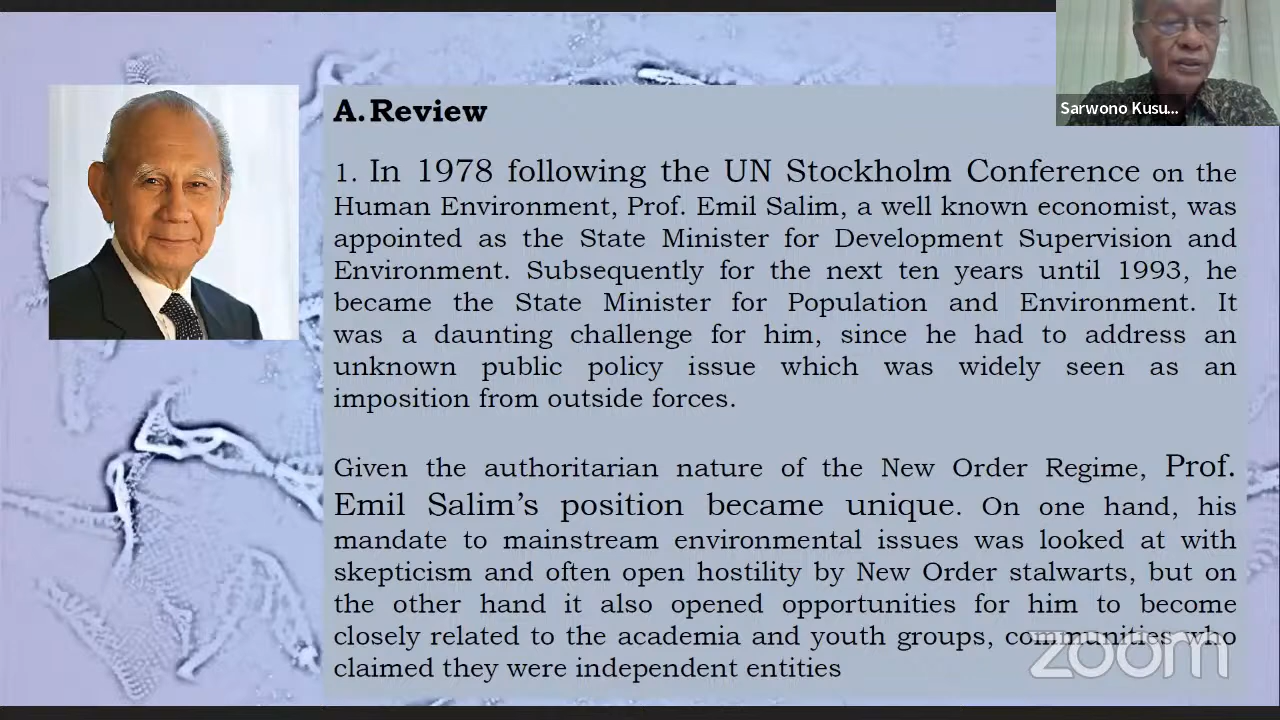 Sarwono Kusu...
A. Review
1. In 1978 following the UN Stockholm Conference on the
Human Environment, Prof. Emil Salim, a well known economist, was
appointed as the State Minister for Development Supervision and
Environment. Subsequently for the next ten years until 1993, he
became the State Minister for Population and Environment. It
was a daunting challenge for him, since he had to address an
unknown public policy issue which was widely seen as an
imposition from outside forces.
Given the authoritarian nature of the New Order Regime, Prof.
Emil Salim’s position became unique. On one hand, his
mandate to mainstream environmental issues was looked at with
skepticism and often open hostility by New Order stalwarts, but on
the other hand it also opened opportunities for him to become
closely related to the academia and youth groups, communities who
claimed they were independent entities
zoom